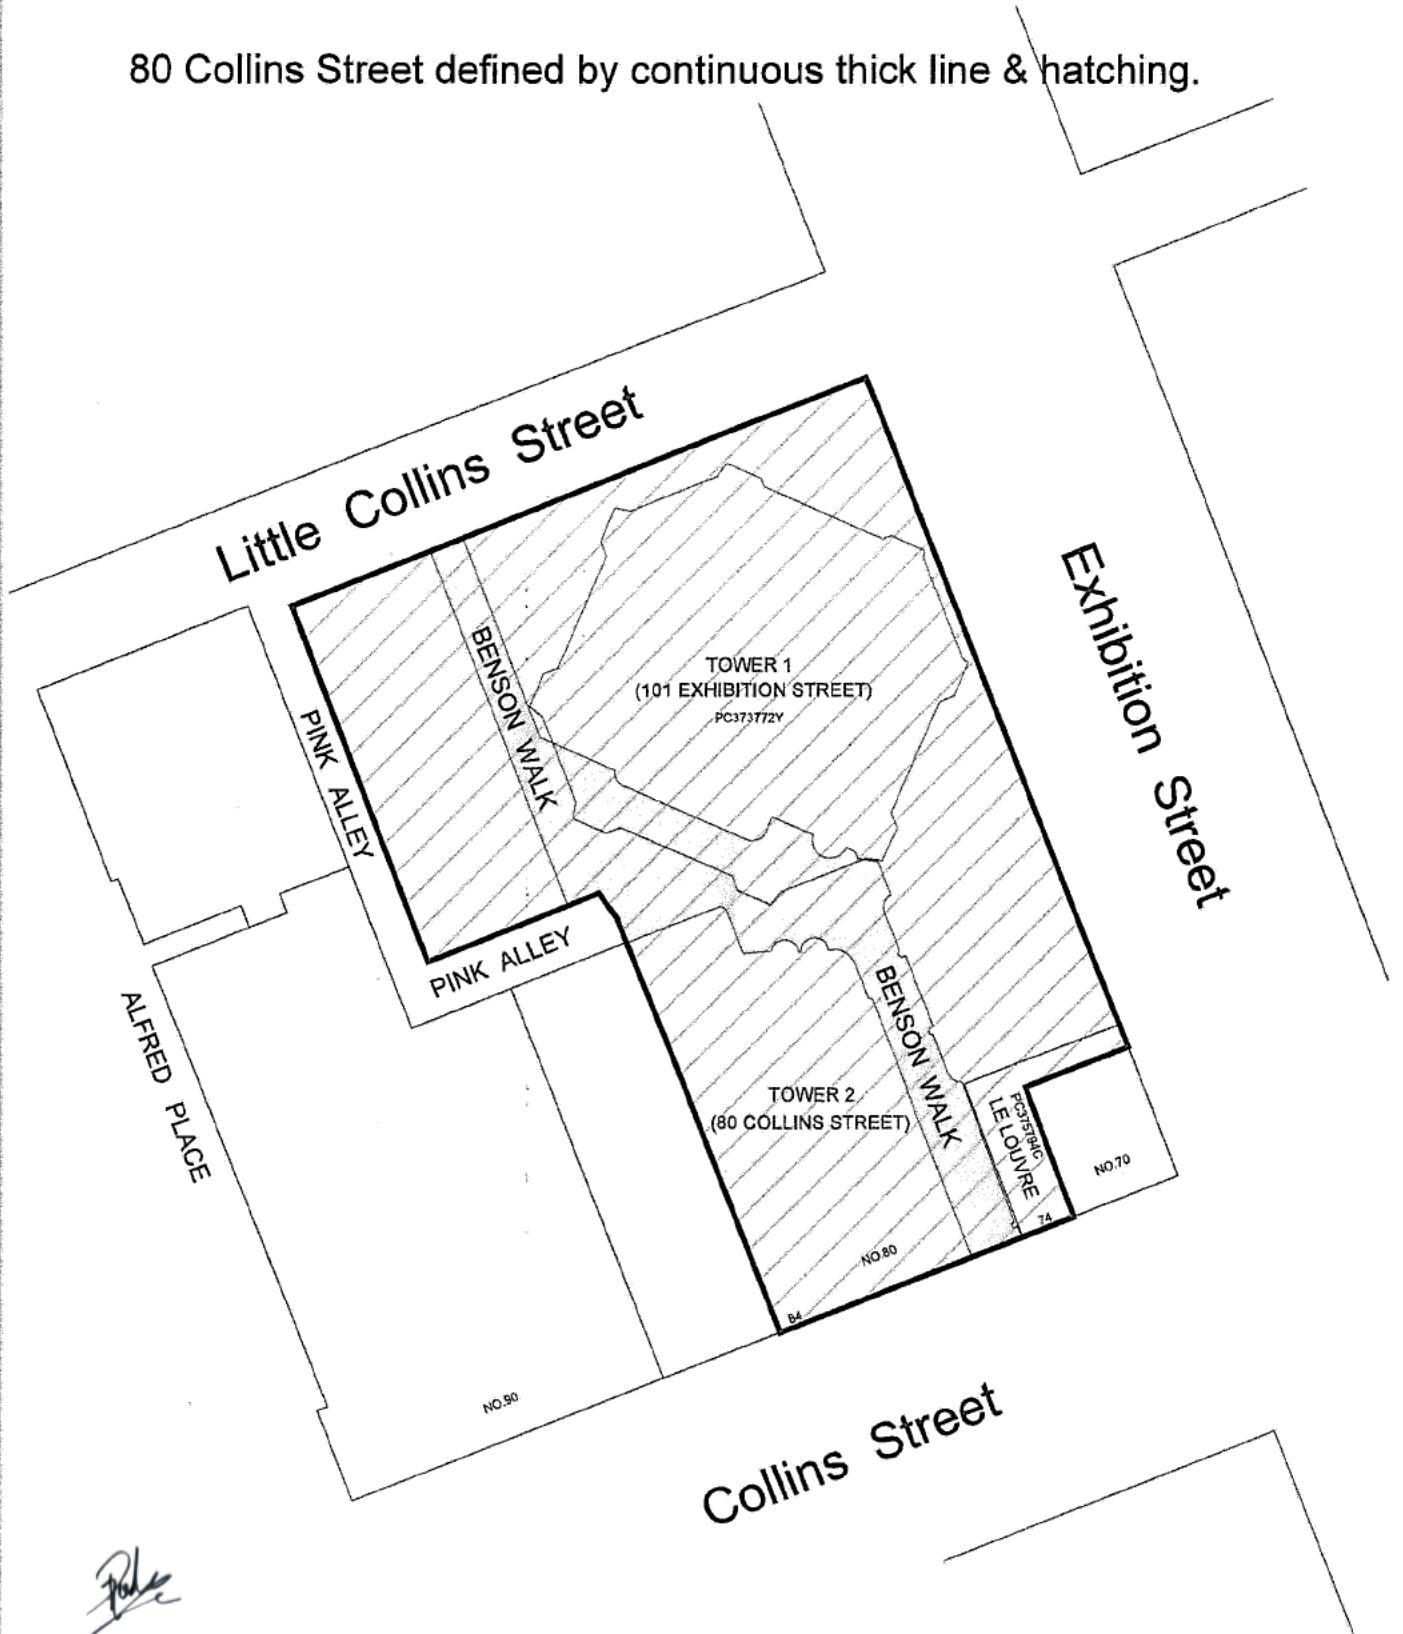 80 Collins Street defined by continuous thick line & hatching.
Little Collins Street
Exhibition Street
BENSON WALK
TOWER 1
(101 EXHIBITION STREET)
PC373772Y
PINK ALLEY
PINK ALLEY
ALFRED PLACE
BENSON WALK
TOWER 2
(80 COLLINS STREET)
PC375794C
LE LOUVRE
NO.70
74
NO.80
84
NO.90
Collins Street